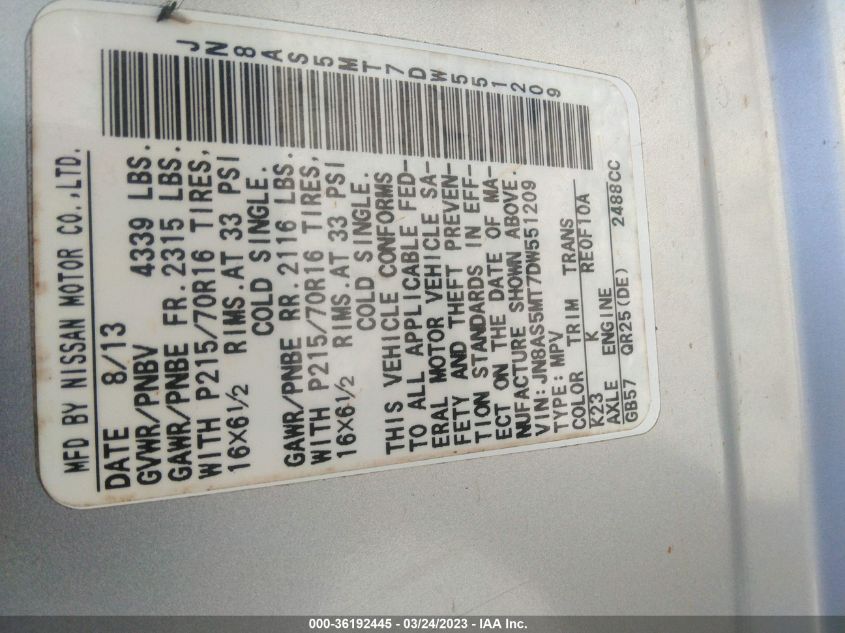 JN8AS5MT7DW551209
MFD BY NISSAN MOTOR CO.,LTD.
DATE 8/13
GVWR/PNBV 4339 LBS.
GAWR/PNBE FR.2315 LBS.
WITH P215/70R16 TIRES,
16X6½ RIMS.AT 33 PSI
COLD SINGLE.
GAWR/PNBE RR.2116 LBS.
WITH P215/70R16 TIRES,
16X6½ RIMS.AT 33 PSI
COLD SINGLE.
THIS VEHICLE CONFORMS
TO ALL APPLICABLE FED-
ERAL MOTOR VEHICLE SA-
FETY AND THEFT PREVEN-
TION STANDARDS IN EFF-
ECT ON THE DATE OF MA-
NUFACTURE SHOWN ABOVE
VIN:JN8AS5MT7DW551209
TYPE:MPV
COLOR TRIM TRANS
K23 K RE0F10A
AXLE ENGINE
GB57 QR25(DE) 2488CC
000-36192445 - 03/24/2023 - IAA Inc.